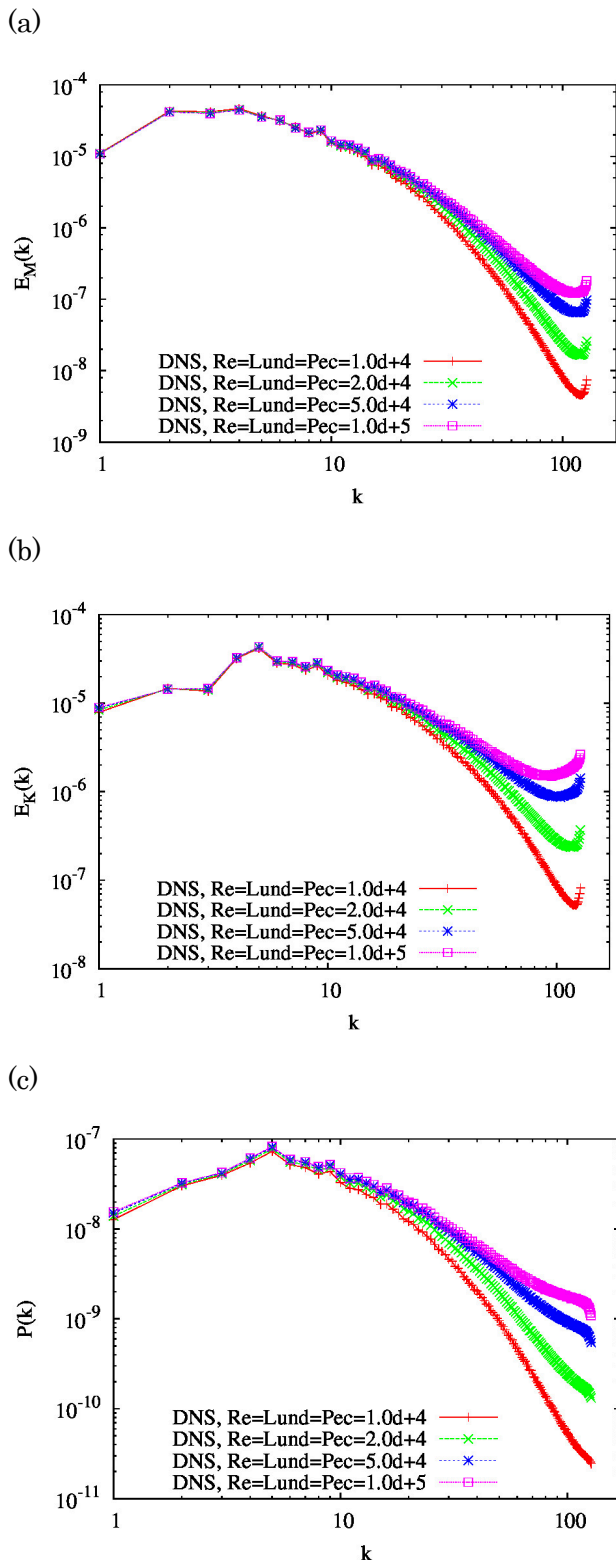 (a)
10^-4
10^-5
10^-6
10^-7
10^-8
10^-9
E_M(k)
DNS, Re=Lund=Pec=1.0d+4
DNS, Re=Lund=Pec=2.0d+4
DNS, Re=Lund=Pec=5.0d+4
DNS, Re=Lund=Pec=1.0d+5
1 10 100
k
(b)
10^-4
10^-5
10^-6
10^-7
10^-8
E_K(k)
DNS, Re=Lund=Pec=1.0d+4
DNS, Re=Lund=Pec=2.0d+4
DNS, Re=Lund=Pec=5.0d+4
DNS, Re=Lund=Pec=1.0d+5
1 10 100
k
(c)
10^-7
10^-8
10^-9
10^-10
10^-11
P(k)
DNS, Re=Lund=Pec=1.0d+4
DNS, Re=Lund=Pec=2.0d+4
DNS, Re=Lund=Pec=5.0d+4
DNS, Re=Lund=Pec=1.0d+5
1 10 100
k